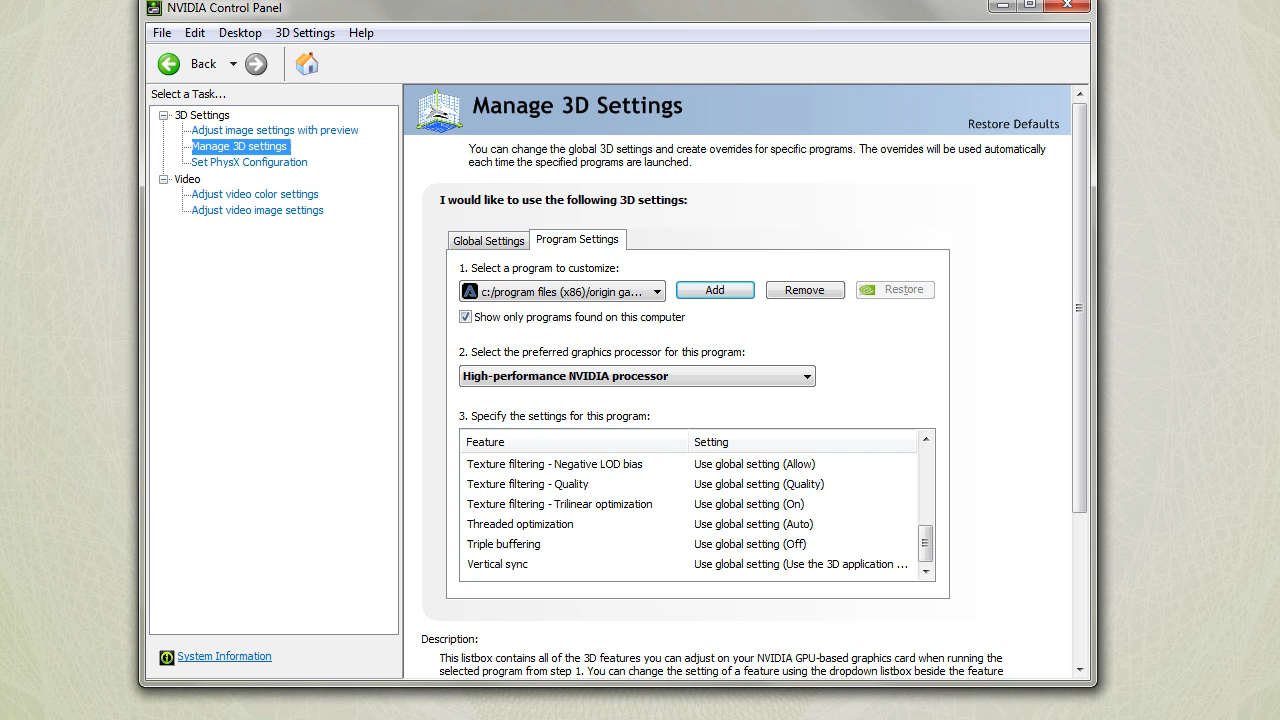 NVIDIA Control Panel
File Edit Desktop 3D Settings Help
Back
Select a Task...
3D Settings
Adjust image settings with preview
Manage 3D settings
Set PhysX Configuration
Video
Adjust video color settings
Adjust video image settings
System Information
Manage 3D Settings
Restore Defaults
You can change the global 3D settings and create overrides for specific programs. The overrides will be used automatically
each time the specified programs are launched.
I would like to use the following 3D settings:
Global Settings Program Settings
1. Select a program to customize:
c:/program files (x86)/origin ga... Add Remove Restore
Show only programs found on this computer
2. Select the preferred graphics processor for this program:
High-performance NVIDIA processor
3. Specify the settings for this program:
Feature Setting
Texture filtering - Negative LOD bias Use global setting (Allow)
Texture filtering - Quality Use global setting (Quality)
Texture filtering - Trilinear optimization Use global setting (On)
Threaded optimization Use global setting (Auto)
Triple buffering Use global setting (Off)
Vertical sync Use global setting (Use the 3D application ...
Description:
This listbox contains all of the 3D features you can adjust on your NVIDIA GPU-based graphics card when running the
selected program from step 1. You can change the setting of a feature using the dropdown listbox beside the feature